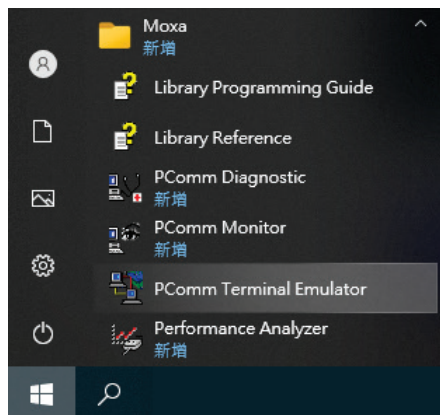 Moxa
新增
Library Programming Guide
Library Reference
PComm Diagnostic
新增
PComm Monitor
新增
PComm Terminal Emulator
Performance Analyzer
新增